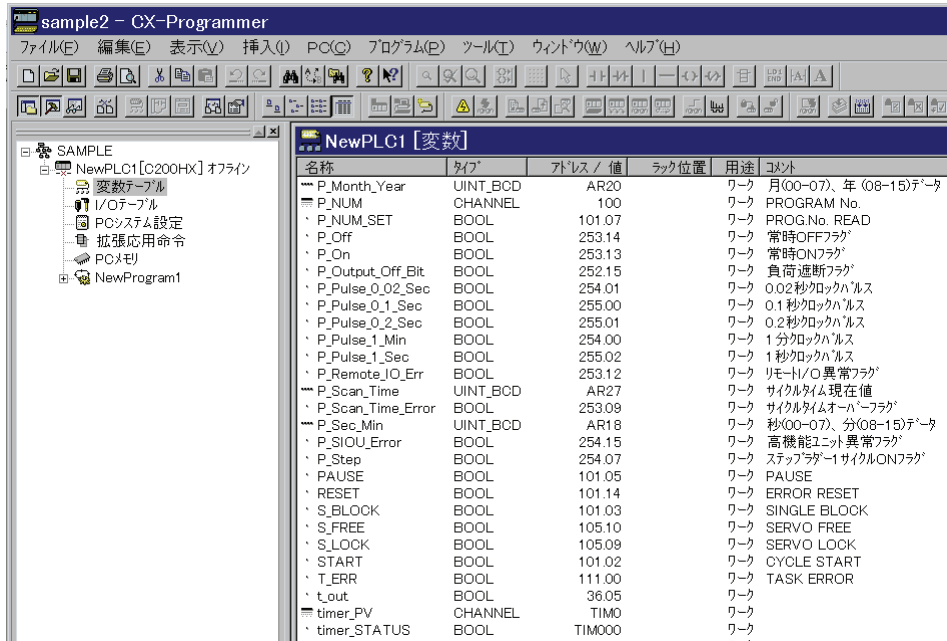 sample2 - CX-Programmer
ﾌｧｲﾙ(F) 編集(E) 表示(V) 挿入(I) PC(C) ﾌﾟﾛｸﾞﾗﾑ(P) ﾂｰﾙ(T) ｳｨﾝﾄﾞｳ(W) ﾍﾙﾌﾟ(H)
SAMPLE
NewPLC1[C200HX] ｵﾌﾗｲﾝ
変数ﾃｰﾌﾞﾙ
I/Oﾃｰﾌﾞﾙ
PCｼｽﾃﾑ設定
拡張応用命令
PCﾒﾓﾘ
NewProgram1
NewPLC1 [変数]
名称 ﾀｲﾌﾟ ｱﾄﾞﾚｽ / 値 ﾗｯｸ位置 用途 ｺﾒﾝﾄ
P_Month_Year UINT_BCD AR20 ﾜｰｸ 月(00-07)、年 (08-15)ﾃﾞｰﾀ
P_NUM CHANNEL 100 ﾜｰｸ PROGRAM No.
P_NUM_SET BOOL 101.07 ﾜｰｸ PROG.No. READ
P_Off BOOL 253.14 ﾜｰｸ 常時OFFﾌﾗｸﾞ
P_On BOOL 253.13 ﾜｰｸ 常時ONﾌﾗｸﾞ
P_Output_Off_Bit BOOL 252.15 ﾜｰｸ 負荷遮断ﾌﾗｸﾞ
P_Pulse_0_02_Sec BOOL 254.01 ﾜｰｸ 0.02秒ｸﾛｯｸﾊﾟﾙｽ
P_Pulse_0_1_Sec BOOL 255.00 ﾜｰｸ 0.1秒ｸﾛｯｸﾊﾟﾙｽ
P_Pulse_0_2_Sec BOOL 255.01 ﾜｰｸ 0.2秒ｸﾛｯｸﾊﾟﾙｽ
P_Pulse_1_Min BOOL 254.00 ﾜｰｸ 1分ｸﾛｯｸﾊﾟﾙｽ
P_Pulse_1_Sec BOOL 255.02 ﾜｰｸ 1秒ｸﾛｯｸﾊﾟﾙｽ
P_Remote_IO_Err BOOL 253.12 ﾜｰｸ ﾘﾓｰﾄI/O異常ﾌﾗｸﾞ
P_Scan_Time UINT_BCD AR27 ﾜｰｸ ｻｲｸﾙﾀｲﾑ現在値
P_Scan_Time_Error BOOL 253.09 ﾜｰｸ ｻｲｸﾙﾀｲﾑｵｰﾊﾞｰﾌﾗｸﾞ
P_Sec_Min UINT_BCD AR18 ﾜｰｸ 秒(00-07)、分(08-15)ﾃﾞｰﾀ
P_SIOU_Error BOOL 254.15 ﾜｰｸ 高機能ﾕﾆｯﾄ異常ﾌﾗｸﾞ
P_Step BOOL 254.07 ﾜｰｸ ｽﾃｯﾌﾟﾗﾀﾞｰ1ｻｲｸﾙONﾌﾗｸﾞ
PAUSE BOOL 101.05 ﾜｰｸ PAUSE
RESET BOOL 101.14 ﾜｰｸ ERROR RESET
S_BLOCK BOOL 101.03 ﾜｰｸ SINGLE BLOCK
S_FREE BOOL 105.10 ﾜｰｸ SERVO FREE
S_LOCK BOOL 105.09 ﾜｰｸ SERVO LOCK
START BOOL 101.02 ﾜｰｸ CYCLE START
T_ERR BOOL 111.00 ﾜｰｸ TASK ERROR
t_out BOOL 36.05 ﾜｰｸ
timer_PV CHANNEL TIM0 ﾜｰｸ
timer_STATUS BOOL TIM000 ﾜｰｸ